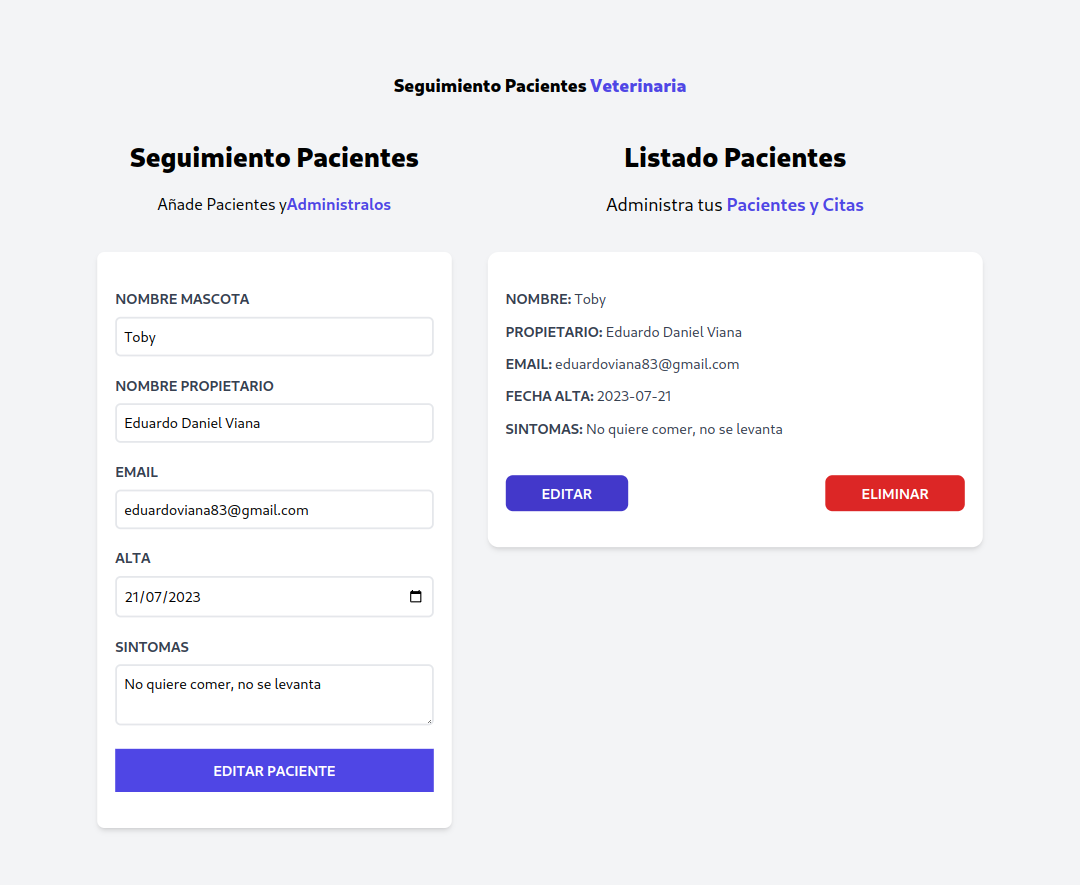 Seguimiento Pacientes Veterinaria
Seguimiento Pacientes
Añade Pacientes yAdministralos
NOMBRE MASCOTA
Toby
NOMBRE PROPIETARIO
Eduardo Daniel Viana
EMAIL
eduardoviana83@gmail.com
ALTA
21/07/2023
SINTOMAS
No quiere comer, no se levanta
EDITAR PACIENTE
Listado Pacientes
Administra tus Pacientes y Citas
NOMBRE: Toby
PROPIETARIO: Eduardo Daniel Viana
EMAIL: eduardoviana83@gmail.com
FECHA ALTA: 2023-07-21
SINTOMAS: No quiere comer, no se levanta
EDITAR
ELIMINAR